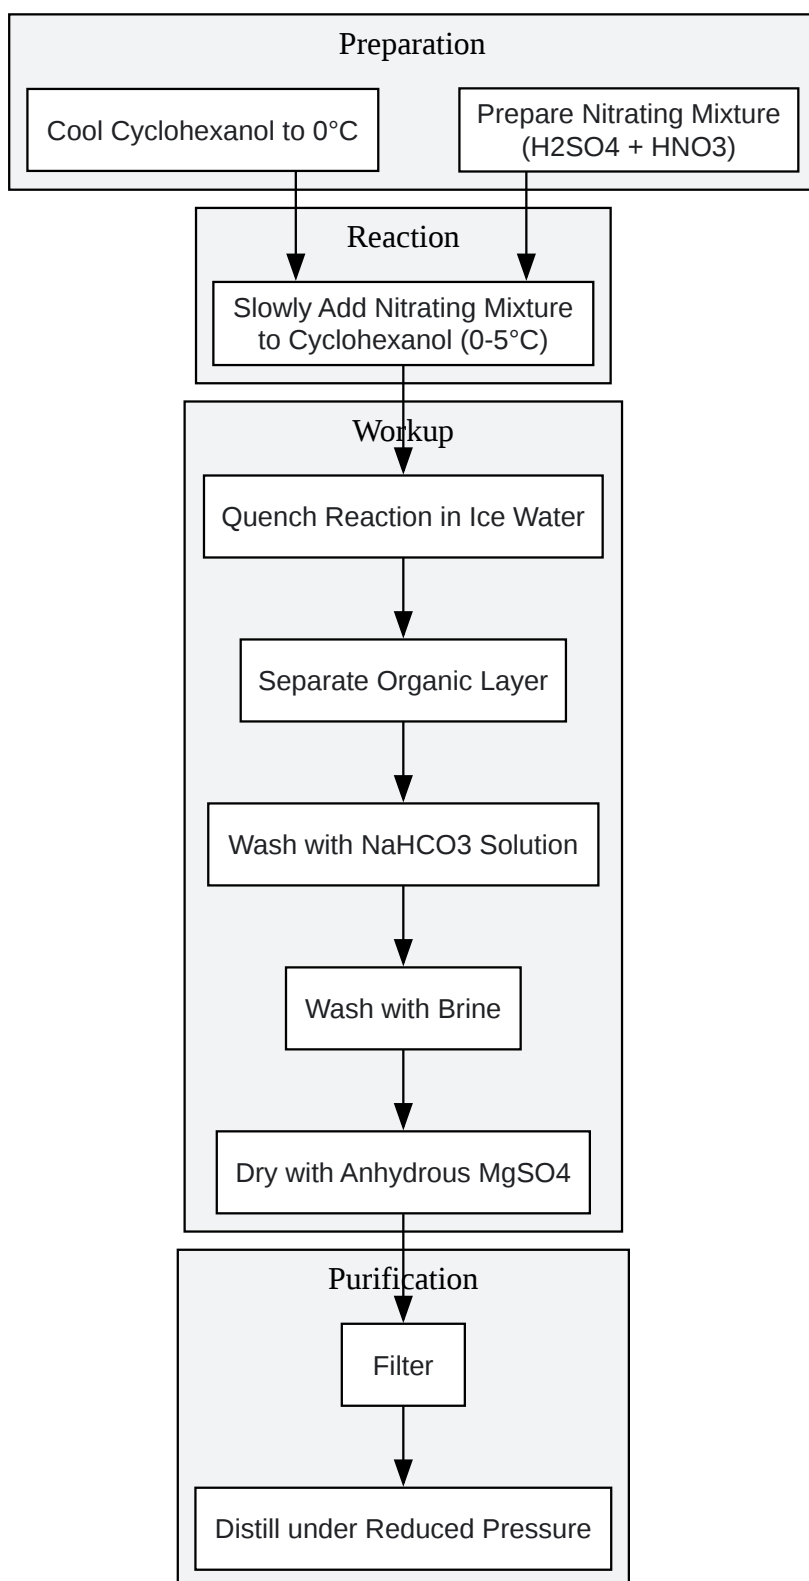 Preparation
Cool Cyclohexanol to 0°C
Prepare Nitrating Mixture
(H2SO4 + HNO3)
Reaction
Slowly Add Nitrating Mixture
to Cyclohexanol (0-5°C)
Workup
Quench Reaction in Ice Water
Separate Organic Layer
Wash with NaHCO3 Solution
Wash with Brine
Dry with Anhydrous MgSO4
Purification
Filter
Distill under Reduced Pressure